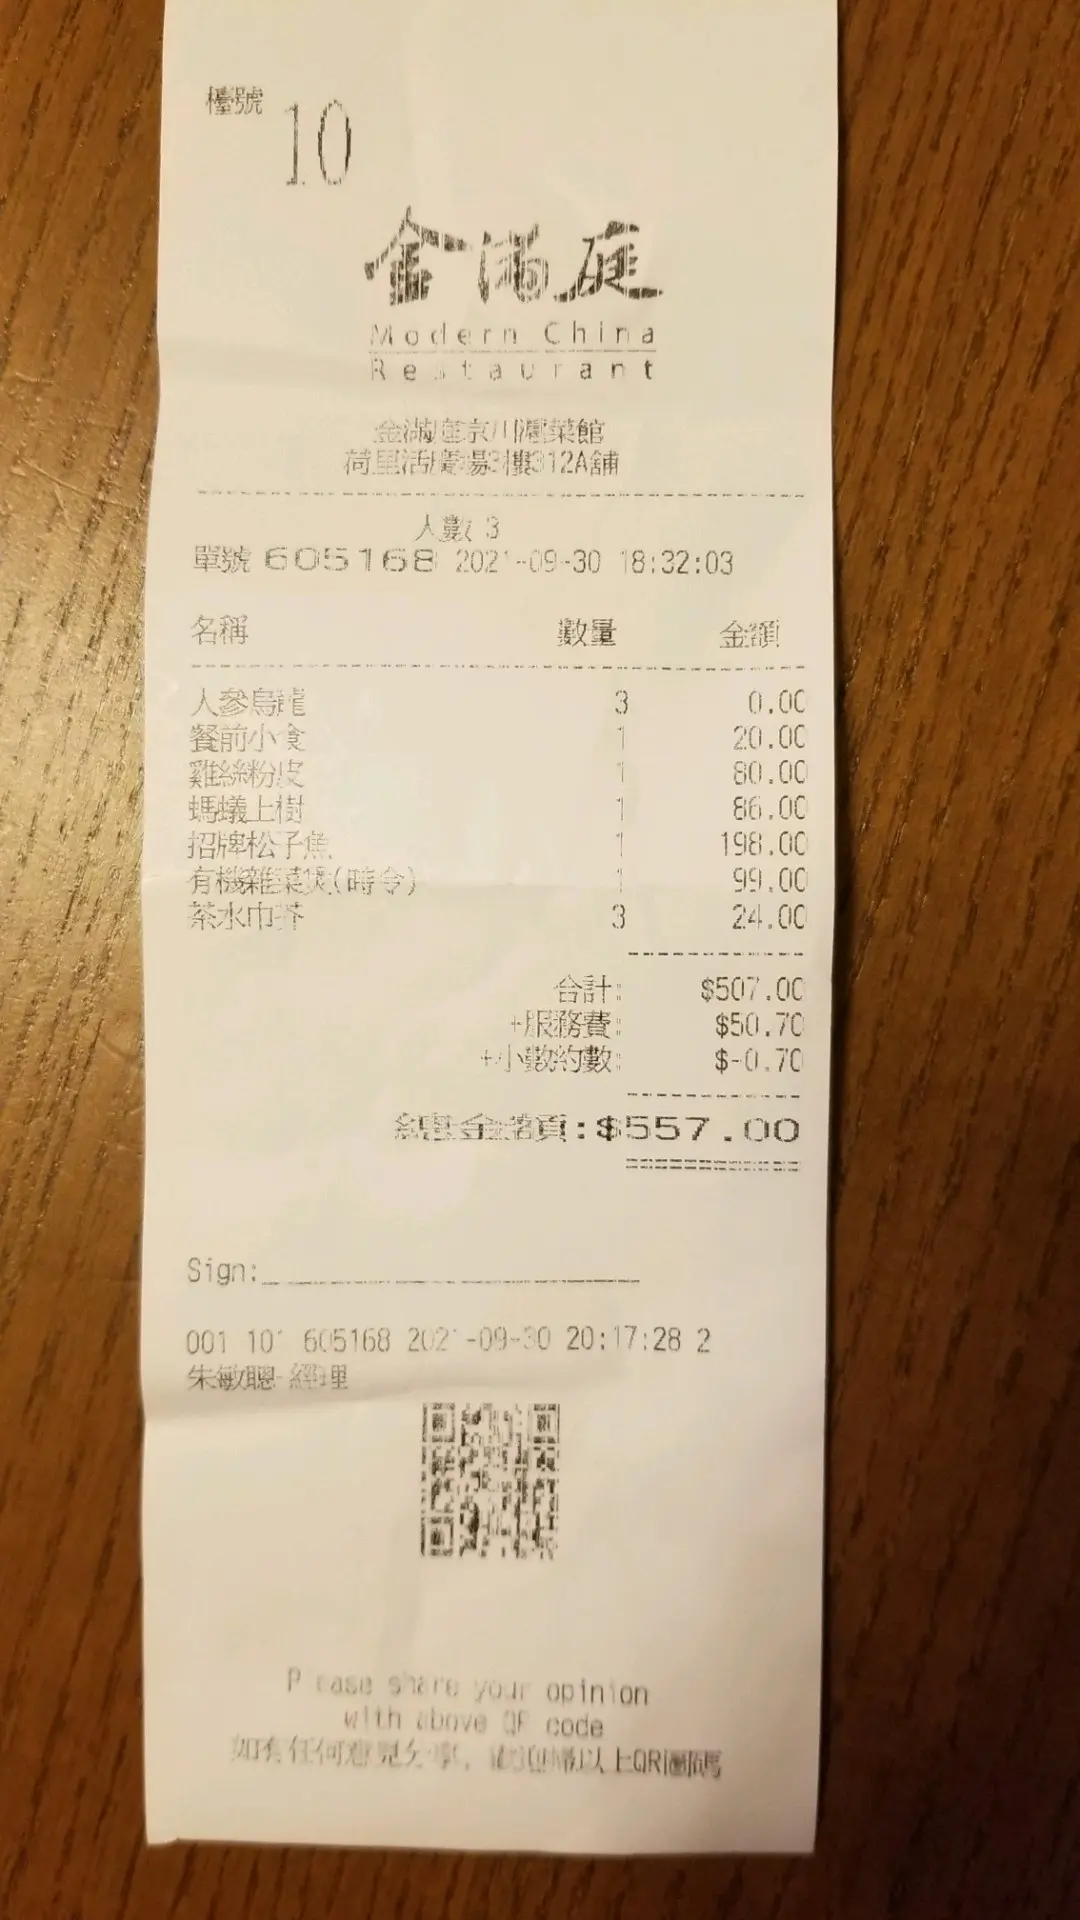 檯號 10
金滿庭
Modern China
Restaurant
金滿庭京川滬菜館
荷里活廣場3樓312A舖
人數 3
單號 605168 2021-09-30 18:32:03
名稱 數量 金額
人參烏龍 3 0.00
餐前小食 1 20.00
雞絲粉皮 1 80.00
螞蟻上樹 1 86.00
招牌松子魚 1 198.00
有機雜菜煲(時令) 1 99.00
茶水巾芥 3 24.00
合計: $507.00
+服務費: $50.70
+小數約數: $-0.70
總金額:$557.00
Sign:
001 101 605168 2021-09-30 20:17:28 2
朱敏聰-經理
Please share your opinion
with above QR code
如有任何意見分享, 以上QR圖碼